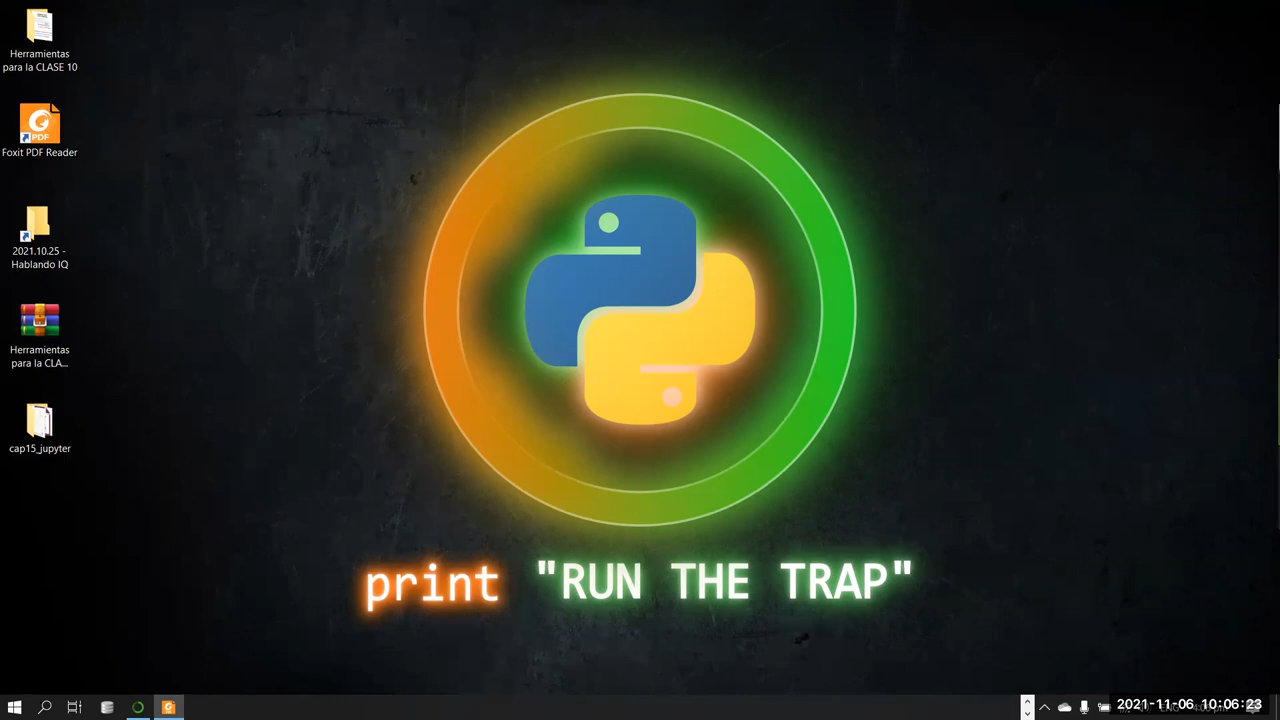 Herramientas
para la CLASE 10
PDF
Foxit PDF Reader
2021.10.25 -
Hablando IQ
Herramientas
para la CLA...
cap15_jupyter
print "RUN THE TRAP"
2021-11-06 10:06:23